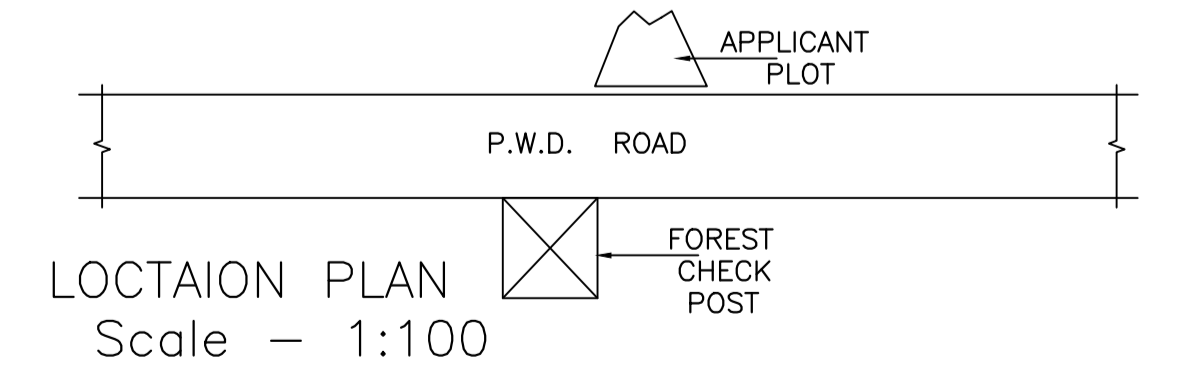 APPLICANT
PLOT
P.W.D. ROAD
FOREST
CHECK
POST
LOCTAION PLAN
Scale - 1:100